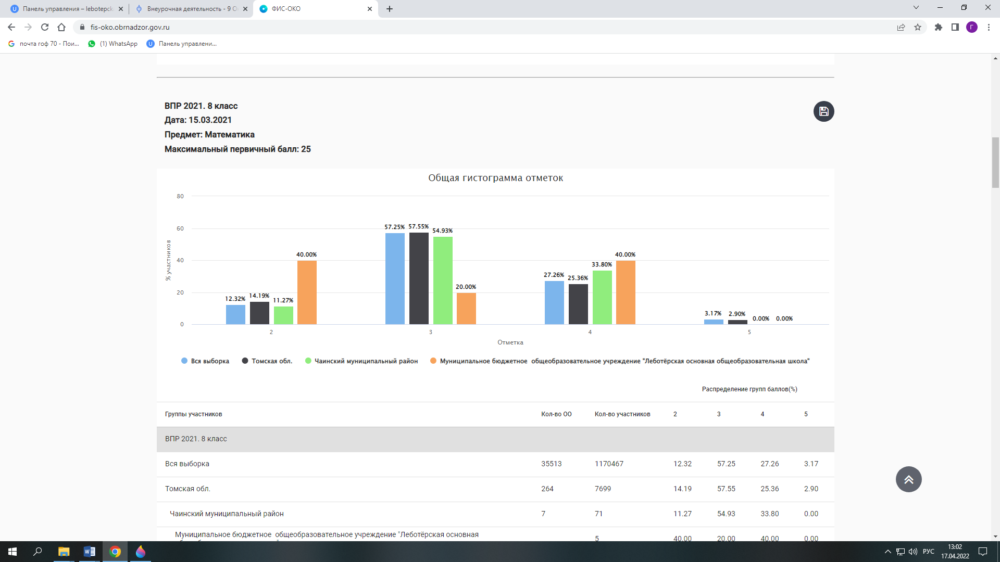 Панель управления – lebotepск
Внеурочная деятельность - 9 О
ФИС-ОКО
fis-oko.obrnadzor.gov.ru
Г
почта гоф 70 - Пои...
(1) WhatsApp
Панель управлени...
ВПР 2021. 8 класс
Дата: 15.03.2021
Предмет: Математика
Максимальный первичный балл: 25
Общая гистограмма отметок
80
60
40
20
0
% участников
12.32% 14.19% 11.27% 40.00%
57.25% 57.55% 54.93% 20.00%
27.26% 25.36% 33.80% 40.00%
3.17% 2.90% 0.00% 0.00%
2 3 4 5
Отметка
Вся выборка Томская обл. Чаинский муниципальный район Муниципальное бюджетное общеобразовательное учреждение "Леботёрская основная общеобразовательная школа"
Распределение групп баллов(%)
Группы участников Кол-во ОО Кол-во участников 2 3 4 5
ВПР 2021. 8 класс
Вся выборка 35513 1170467 12.32 57.25 27.26 3.17
Томская обл. 264 7699 14.19 57.55 25.36 2.90
Чаинский муниципальный район 7 71 11.27 54.93 33.80 0.00
Муниципальное бюджетное общеобразовательное учреждение "Леботёрская основная
5 40.00 20.00 40.00 0.00
РУС
13:02
17.04.2022